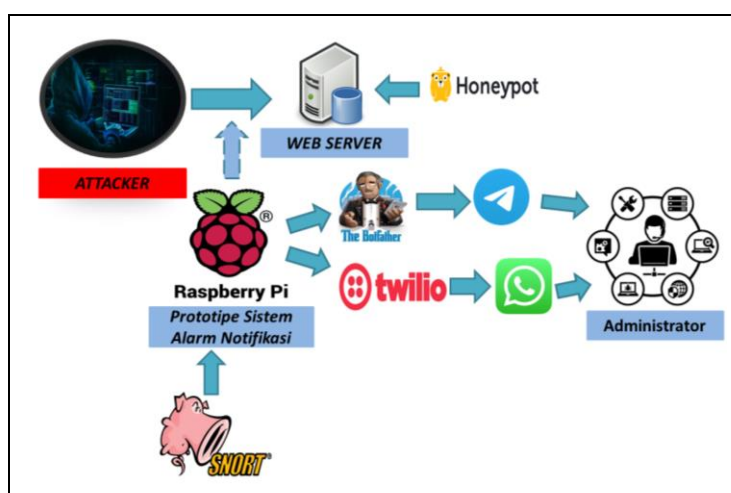 Honeypot
WEB SERVER
ATTACKER
The Botfather
®
Raspberry Pi
twilio
Prototipe Sistem
Alarm Notifikasi
Administrator
SNORT